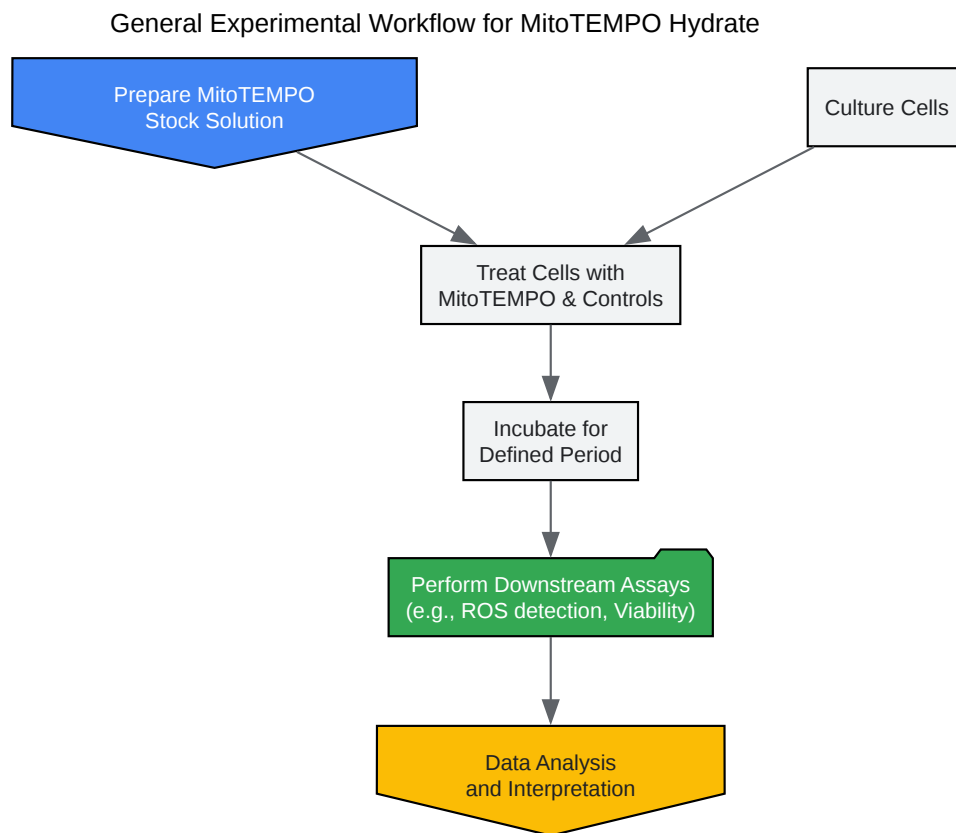 General Experimental Workflow for MitoTEMPO Hydrate
Prepare MitoTEMPO
Stock Solution
Culture Cells
Treat Cells with
MitoTEMPO & Controls
Incubate for
Defined Period
Perform Downstream Assays
(e.g., ROS detection, Viability)
Data Analysis
and Interpretation